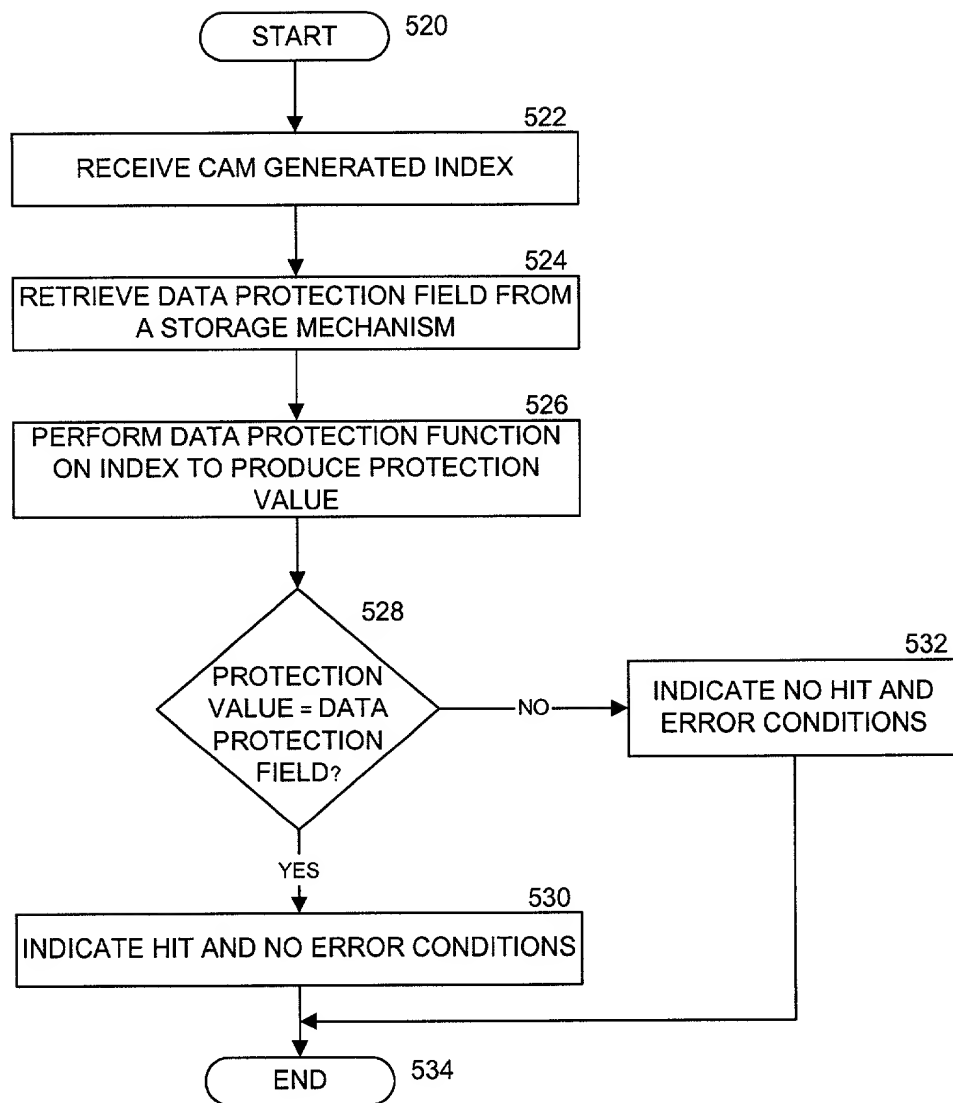 START
520
522
RECEIVE CAM GENERATED INDEX
524
RETRIEVE DATA PROTECTION FIELD FROM
A STORAGE MECHANISM
526
PERFORM DATA PROTECTION FUNCTION
ON INDEX TO PRODUCE PROTECTION
VALUE
528
PROTECTION
VALUE = DATA
PROTECTION
FIELD?
NO
532
INDICATE NO HIT AND
ERROR CONDITIONS
YES
530
INDICATE HIT AND NO ERROR CONDITIONS
END
534